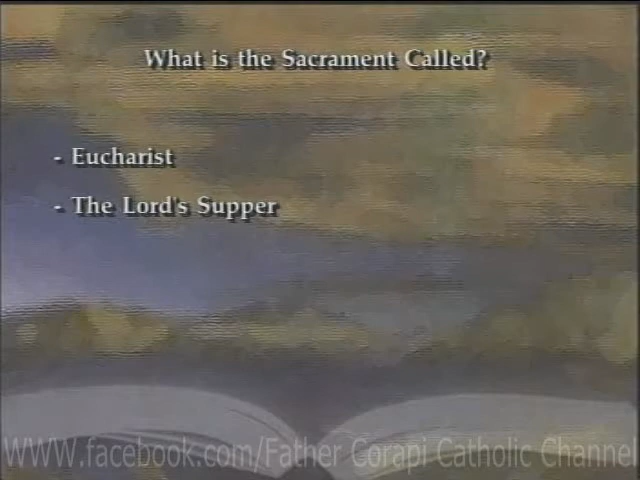 What is the Sacrament Called?
- Eucharist
- The Lord's Supper
WWW.facebook.com/Father Corapi Catholic Channel